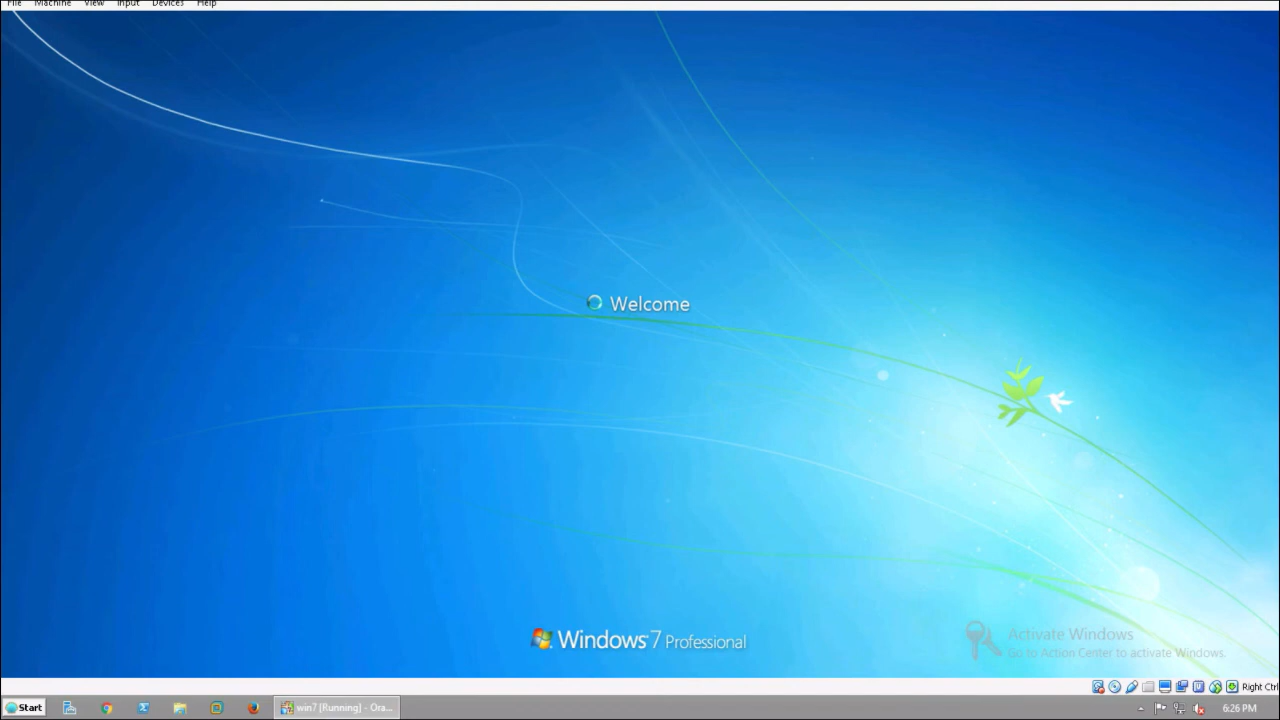 File Machine View Input Devices Help
Welcome
Windows 7 Professional
Activate Windows
Go to Action Center to activate Windows.
Right Ctrl
Start
win7 [Running] - Ora...
6:26 PM